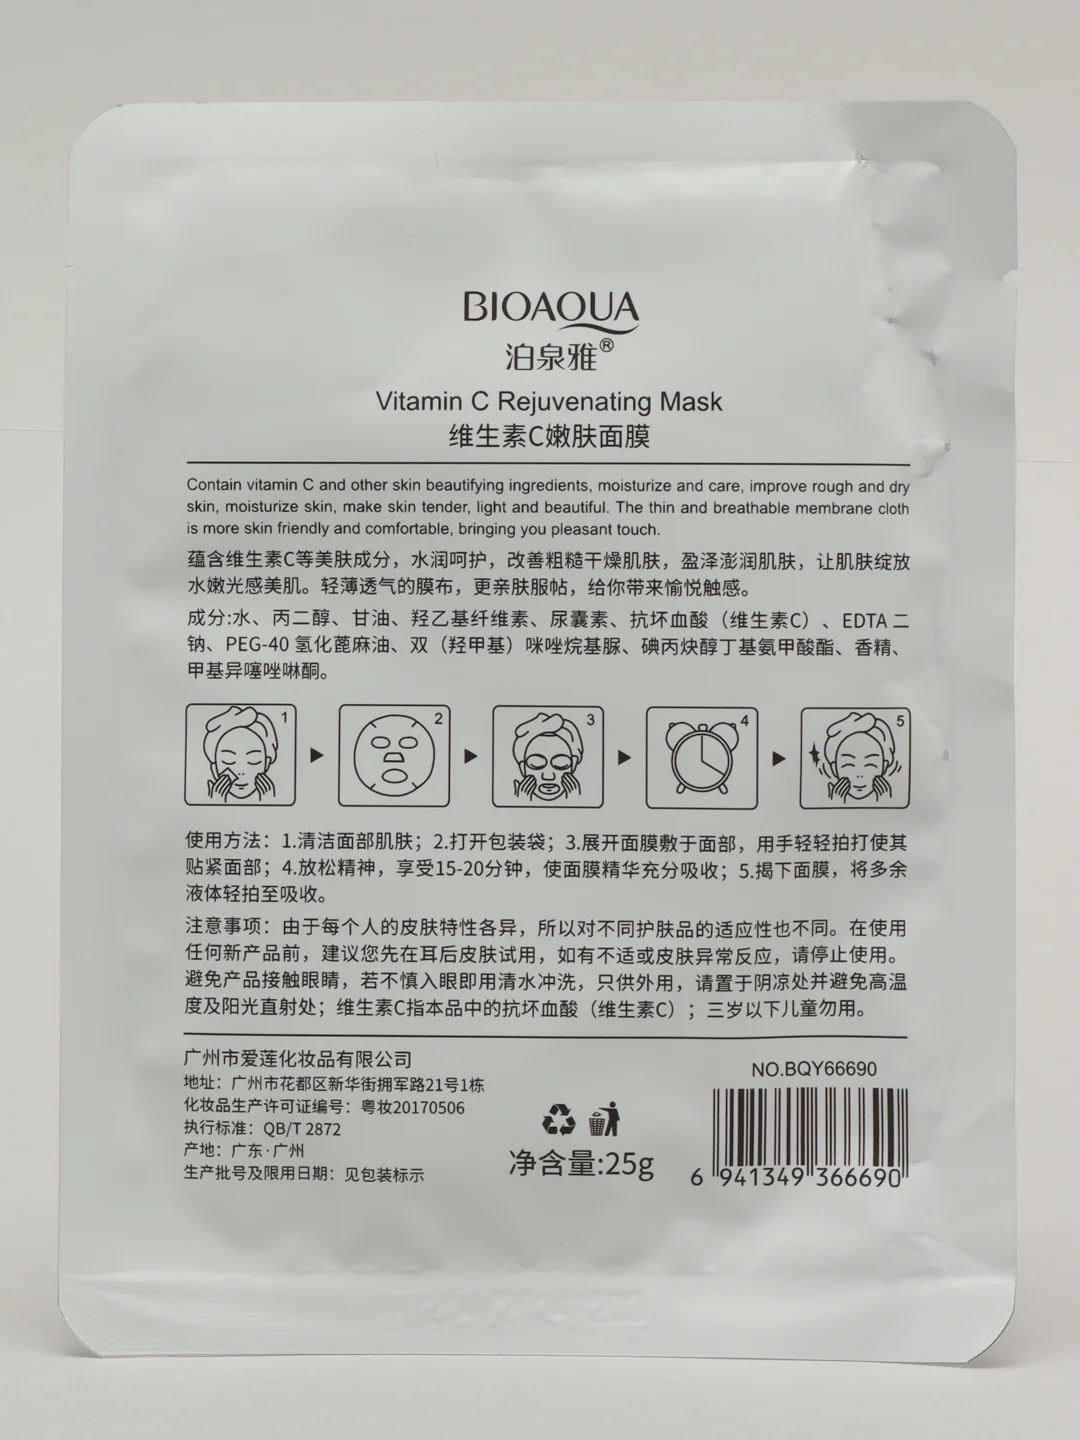 BIOAQUA
泊泉雅®
Vitamin C Rejuvenating Mask
维生素C嫩肤面膜
Contain vitamin C and other skin beautifying ingredients, moisturize and care, improve rough and dry
skin, moisturize skin, make skin tender, light and beautiful. The thin and breathable membrane cloth
is more skin friendly and comfortable, bringing you pleasant touch.
蕴含维生素C等美肤成分，水润呵护，改善粗糙干燥肌肤，盈泽澎润肌肤，让肌肤绽放
水嫩光感美肌。轻薄透气的膜布，更亲肤服帖，给你带来愉悦触感。
成分:水、丙二醇、甘油、羟乙基纤维素、尿囊素、抗坏血酸（维生素C）、EDTA 二
钠、PEG-40 氢化蓖麻油、双（羟甲基）咪唑烷基脲、碘丙炔醇丁基氨甲酸酯、香精、
甲基异噻唑啉酮。
1 2 3 4 5
使用方法：1.清洁面部肌肤；2.打开包装袋；3.展开面膜敷于面部，用手轻轻拍打使其
贴紧面部；4.放松精神，享受15-20分钟，使面膜精华充分吸收；5.揭下面膜，将多余
液体轻拍至吸收。
注意事项：由于每个人的皮肤特性各异，所以对不同护肤品的适应性也不同。在使用
任何新产品前，建议您先在耳后皮肤试用，如有不适或皮肤异常反应，请停止使用。
避免产品接触眼睛，若不慎入眼即用清水冲洗，只供外用，请置于阴凉处并避免高温
度及阳光直射处；维生素C指本品中的抗坏血酸（维生素C）；三岁以下儿童勿用。
广州市爱莲化妆品有限公司
地址：广州市花都区新华街拥军路21号1栋
化妆品生产许可证编号：粤妆20170506
执行标准：QB/T 2872
产地：广东·广州
生产批号及限用日期：见包装标示
净含量:25g
NO.BQY66690
6 941349 366690